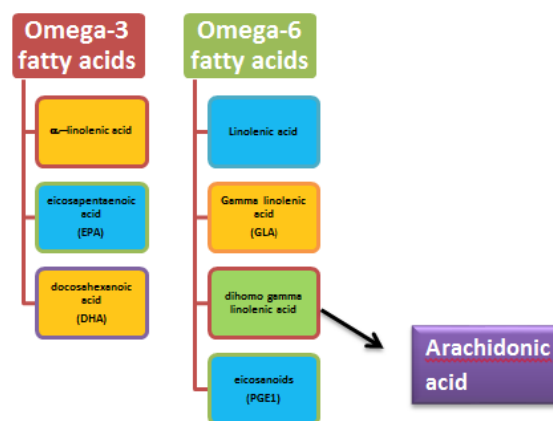 Omega-3
fatty acids
α–linolenic acid
eicosapentaenoic
acid
(EPA)
docosahexanoic
acid
(DHA)
Omega-6
fatty acids
Linolenic acid
Gamma linolenic
acid
(GLA)
dihomo gamma
linolenic acid
eicosanoids
(PGE1)
Arachidonic
acid